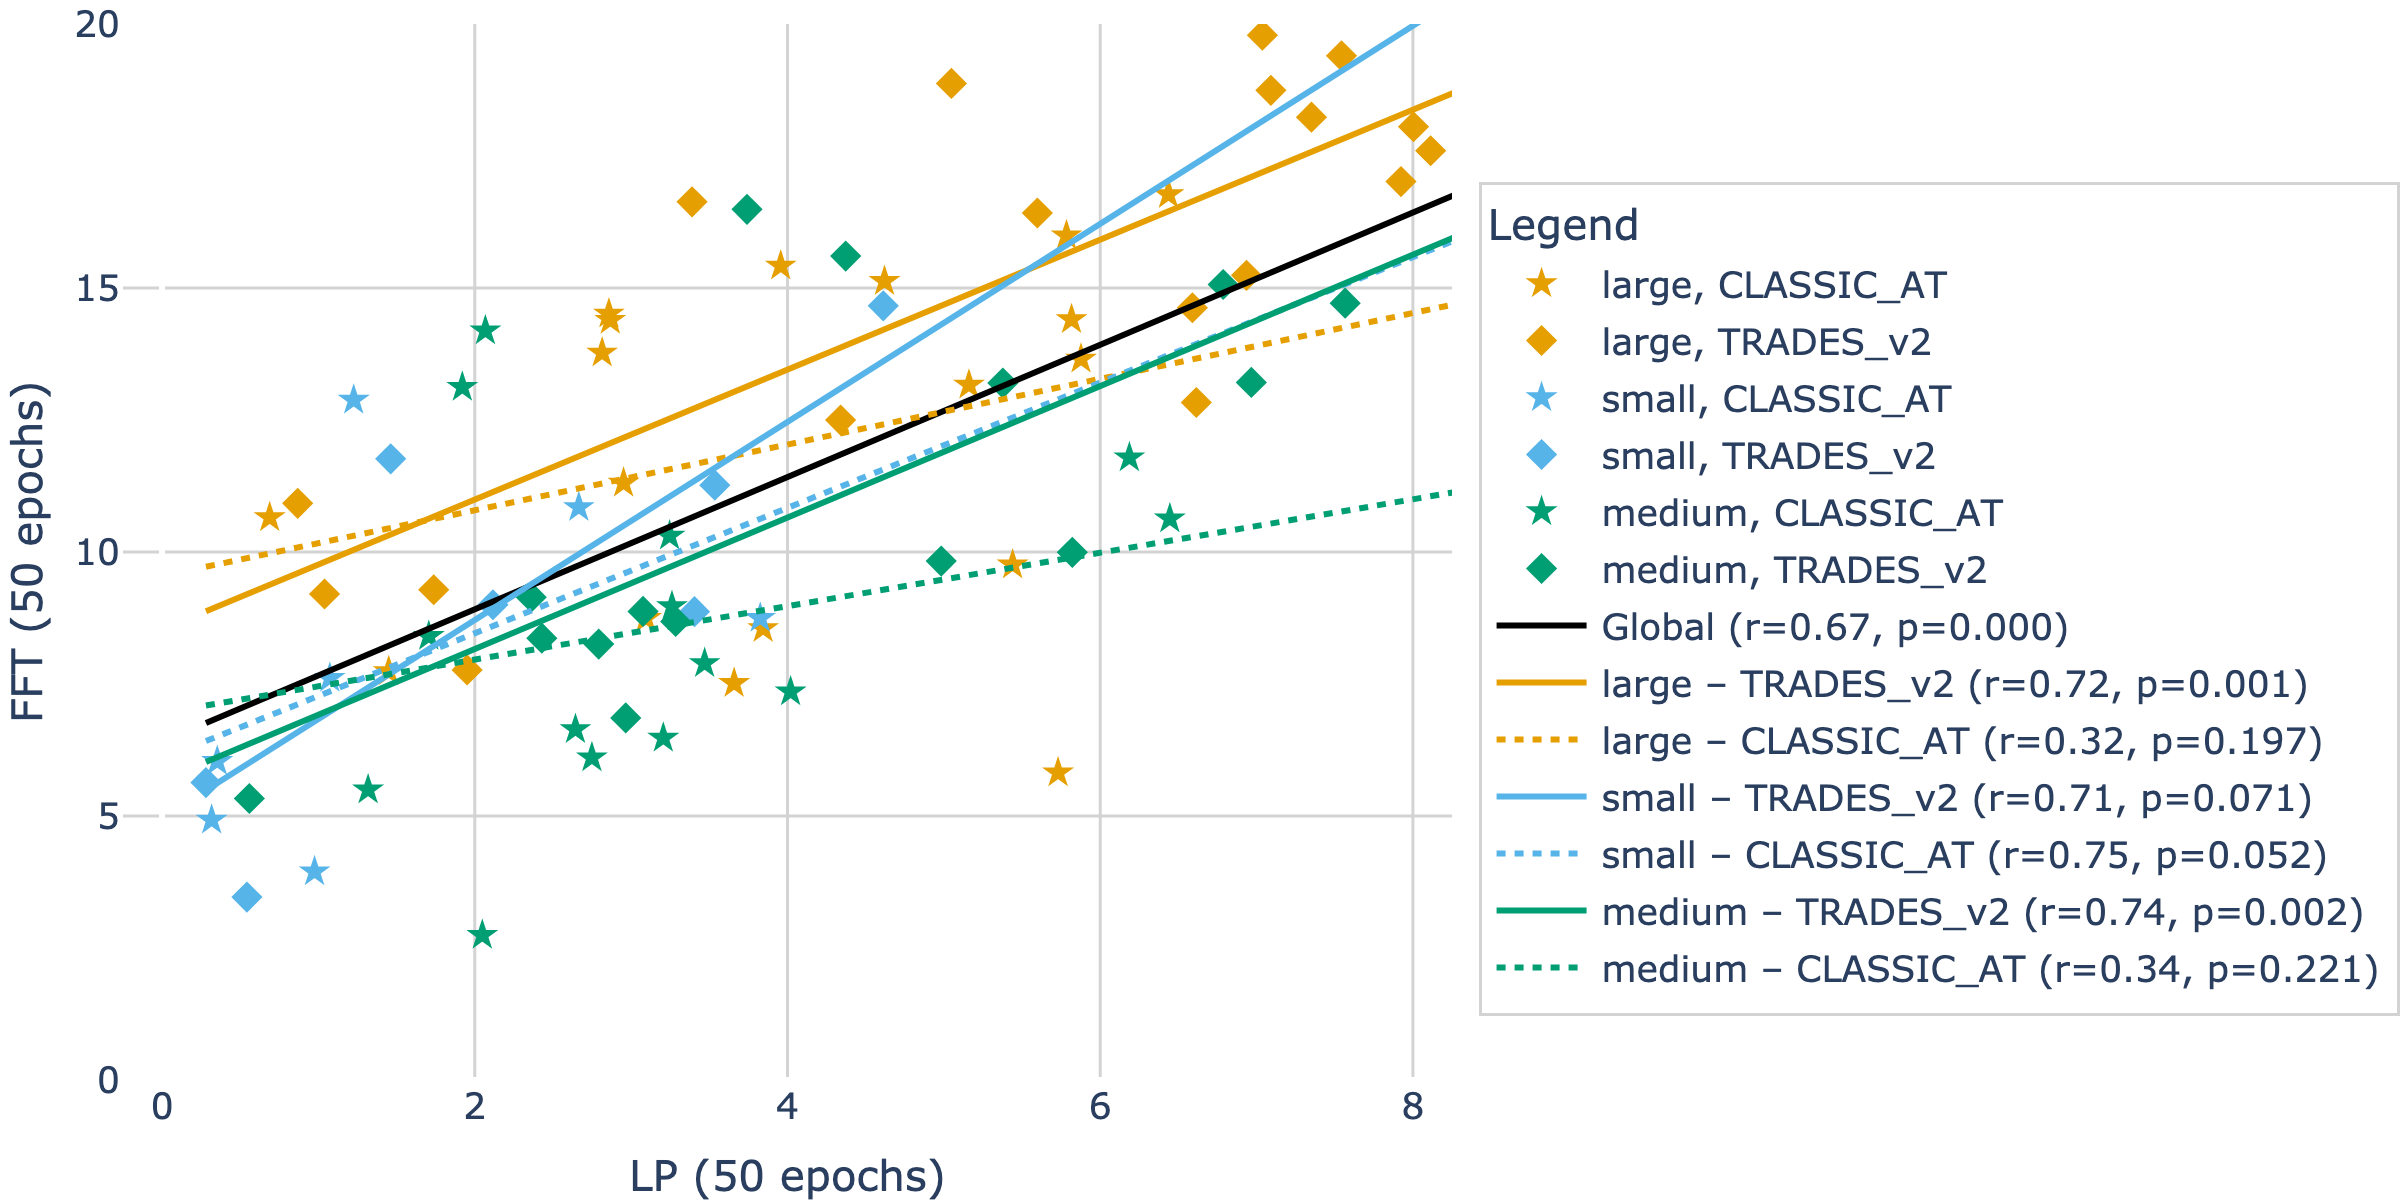 20
15
10
5
0
0 2 4 6 8
FFT (50 epochs)
LP (50 epochs)
Legend
large, CLASSIC_AT
large, TRADES_v2
small, CLASSIC_AT
small, TRADES_v2
medium, CLASSIC_AT
medium, TRADES_v2
Global (r=0.67, p=0.000)
large – TRADES_v2 (r=0.72, p=0.001)
large – CLASSIC_AT (r=0.32, p=0.197)
small – TRADES_v2 (r=0.71, p=0.071)
small – CLASSIC_AT (r=0.75, p=0.052)
medium – TRADES_v2 (r=0.74, p=0.002)
medium – CLASSIC_AT (r=0.34, p=0.221)